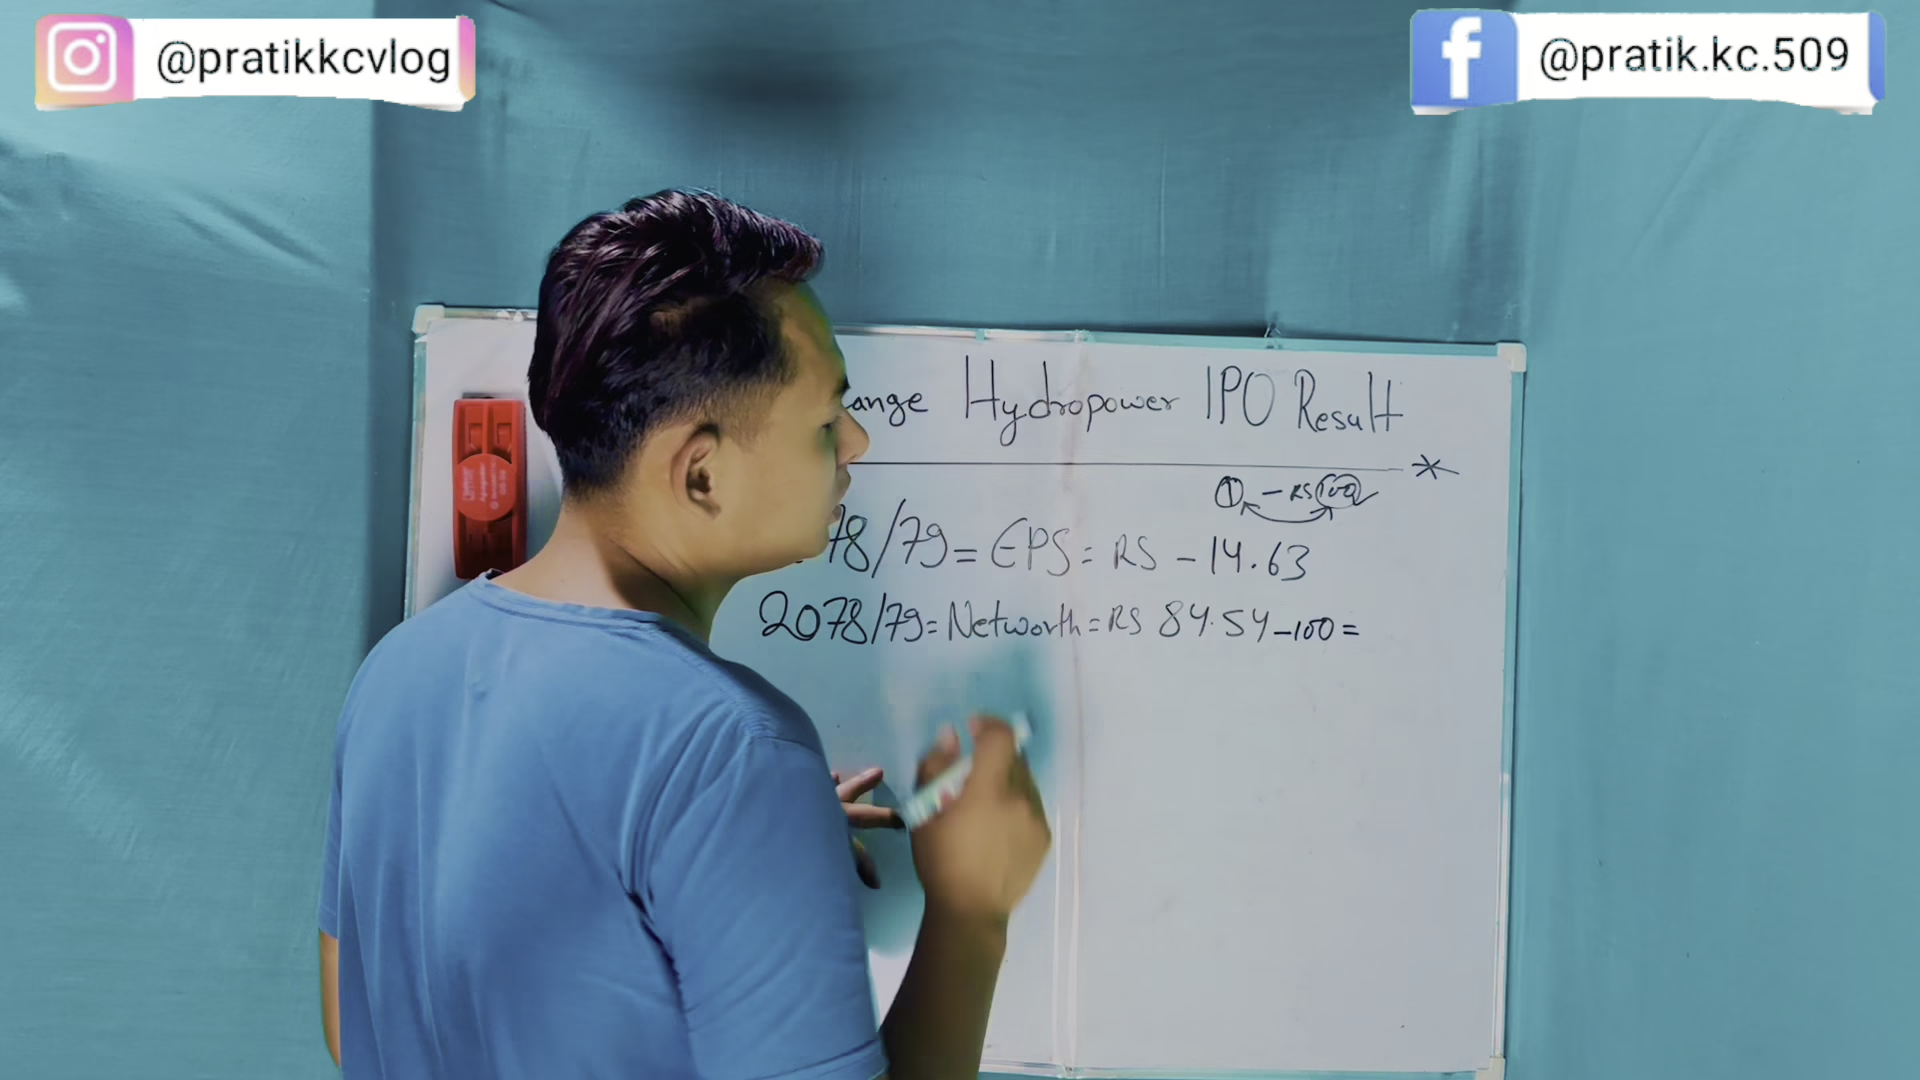 @pratikkcvlog
@pratik.kc.509
ange Hydropower IPO Result
1 - RS 100
78/79 = EPS = RS - 14.63
2078/79 = Networth = RS 84.54 - 100 =